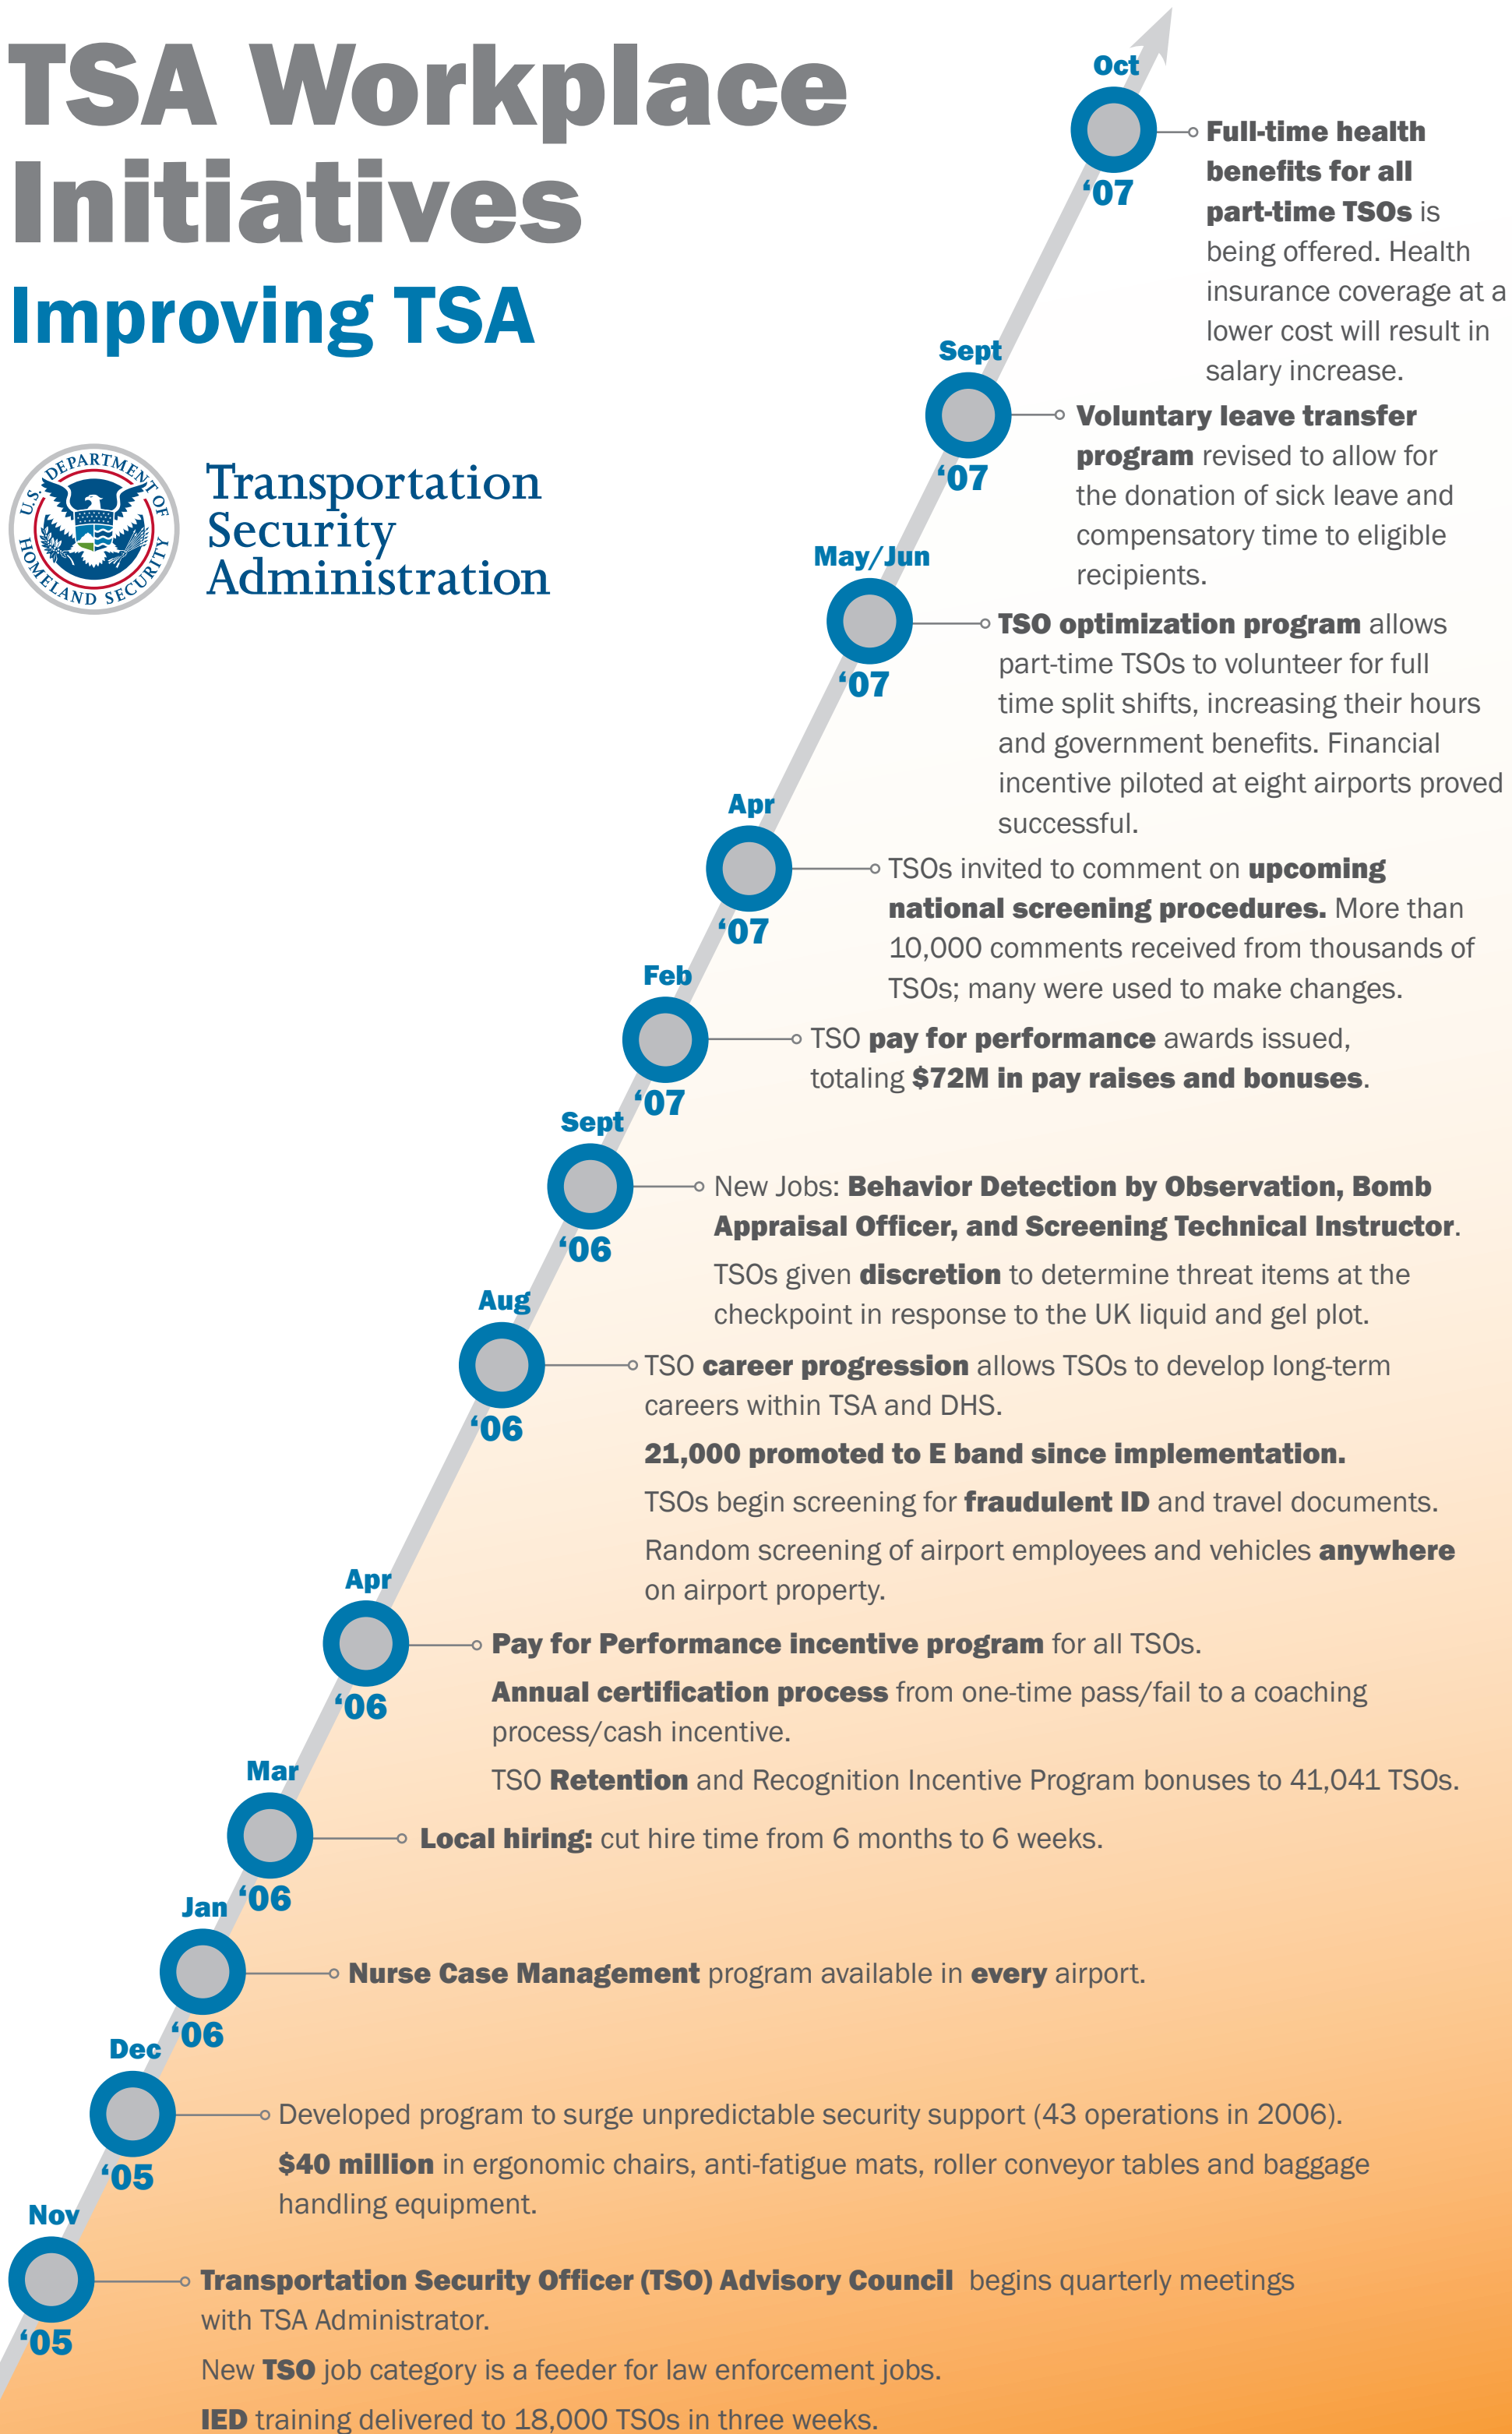 TSA Workplace
Initiatives
Improving TSA
U.S. DEPARTMENT OF
HOMELAND SECURITY
Transportation
Security
Administration
Oct
‘07
Full-time health
benefits for all
part-time TSOs is
being offered. Health
insurance coverage at a
lower cost will result in
salary increase.
Sept
‘07
Voluntary leave transfer
program revised to allow for
the donation of sick leave and
compensatory time to eligible
recipients.
May/Jun
‘07
TSO optimization program allows
part-time TSOs to volunteer for full
time split shifts, increasing their hours
and government benefits. Financial
incentive piloted at eight airports proved
successful.
Apr
‘07
TSOs invited to comment on upcoming
national screening procedures. More than
10,000 comments received from thousands of
TSOs; many were used to make changes.
Feb
‘07
TSO pay for performance awards issued,
totaling $72M in pay raises and bonuses.
Sept
‘06
New Jobs: Behavior Detection by Observation, Bomb
Appraisal Officer, and Screening Technical Instructor.
TSOs given discretion to determine threat items at the
checkpoint in response to the UK liquid and gel plot.
Aug
‘06
TSO career progression allows TSOs to develop long-term
careers within TSA and DHS.
21,000 promoted to E band since implementation.
TSOs begin screening for fraudulent ID and travel documents.
Random screening of airport employees and vehicles anywhere
on airport property.
Apr
‘06
Pay for Performance incentive program for all TSOs.
Annual certification process from one-time pass/fail to a coaching
process/cash incentive.
TSO Retention and Recognition Incentive Program bonuses to 41,041 TSOs.
Mar
‘06
Local hiring: cut hire time from 6 months to 6 weeks.
Jan
‘06
Nurse Case Management program available in every airport.
Dec
‘05
Developed program to surge unpredictable security support (43 operations in 2006).
$40 million in ergonomic chairs, anti-fatigue mats, roller conveyor tables and baggage
handling equipment.
Nov
‘05
Transportation Security Officer (TSO) Advisory Council begins quarterly meetings
with TSA Administrator.
New TSO job category is a feeder for law enforcement jobs.
IED training delivered to 18,000 TSOs in three weeks.